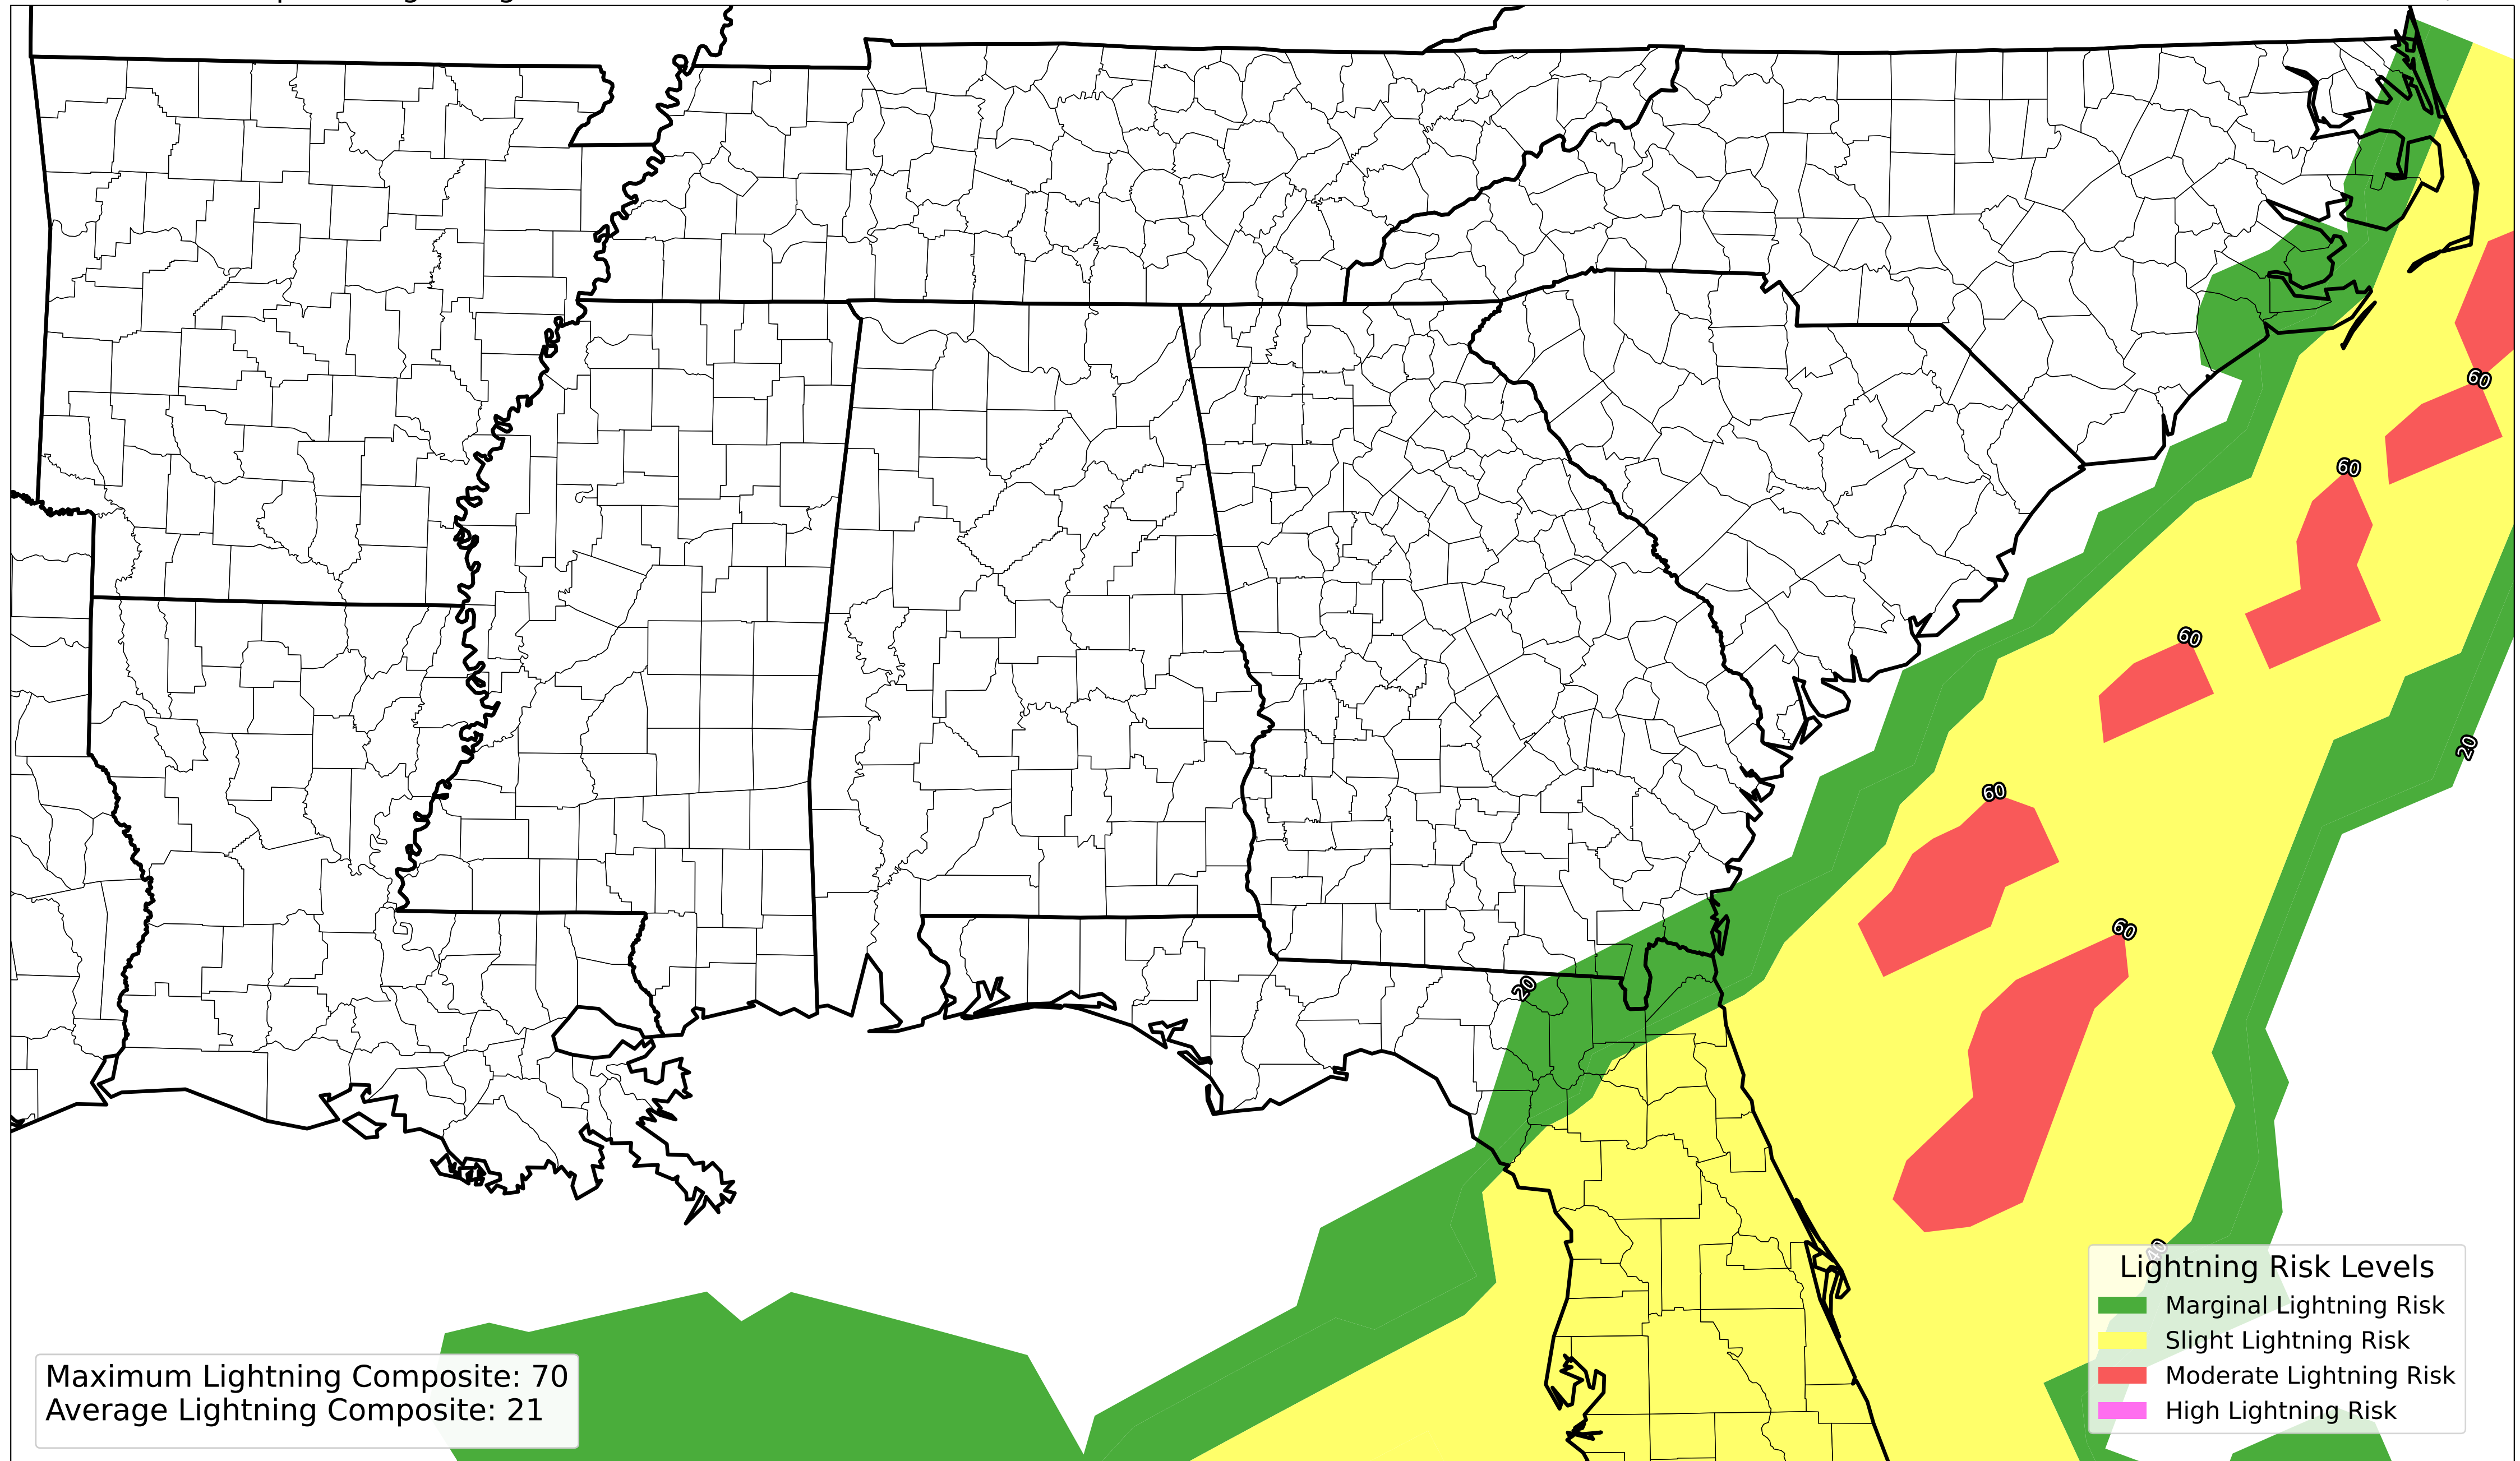 60
60
60
20
60
60
20
40
Lightning Risk Levels
Marginal Lightning Risk
Slight Lightning Risk
Moderate Lightning Risk
High Lightning Risk
Maximum Lightning Composite: 70
Average Lightning Composite: 21